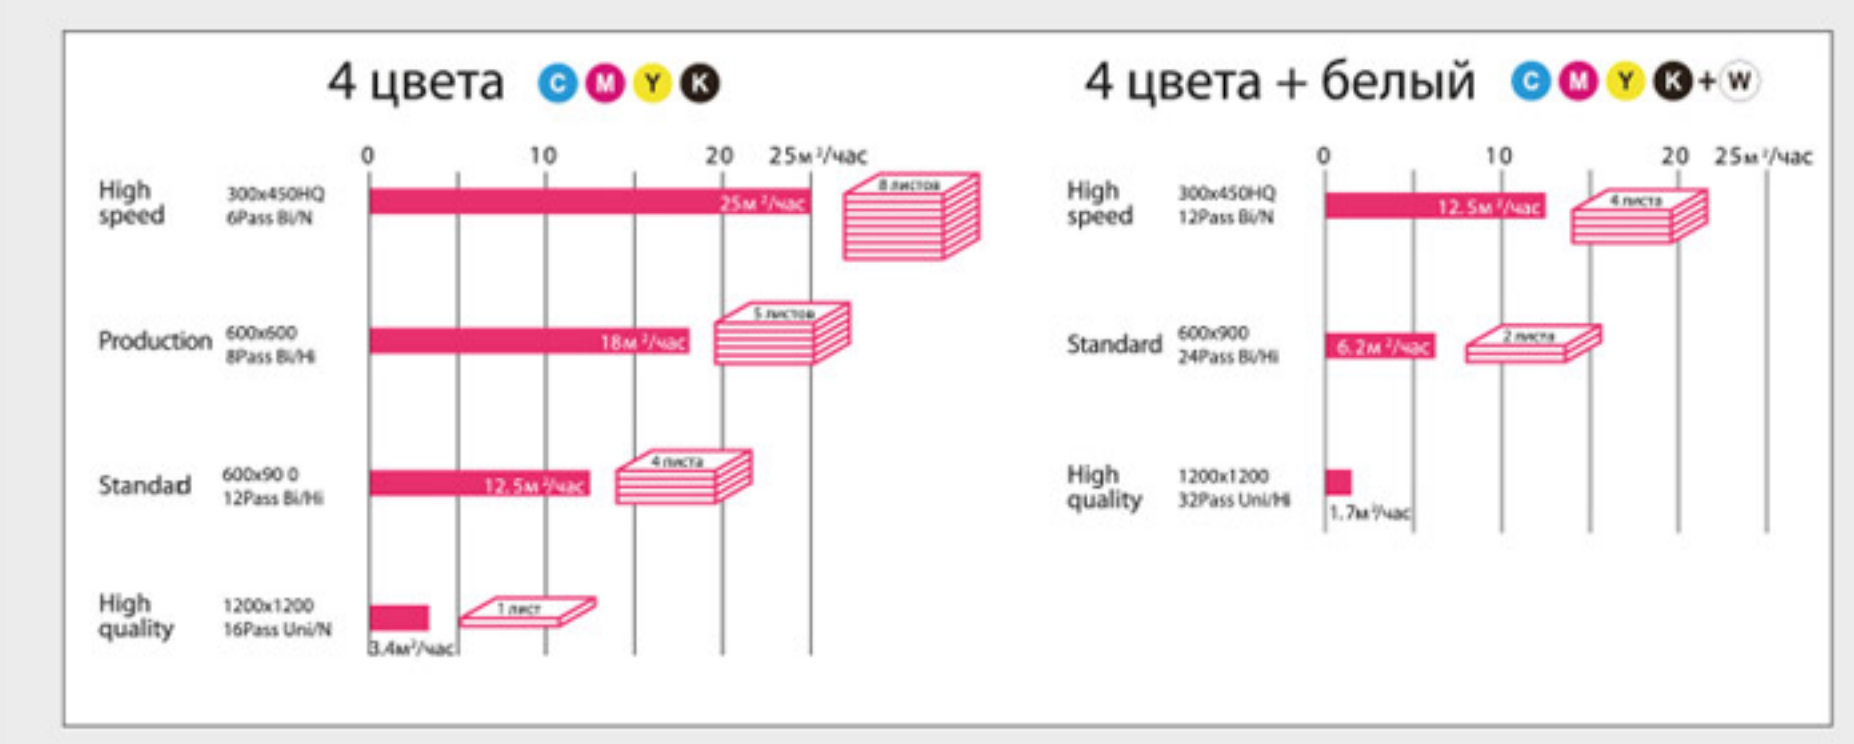 4 цвета C M Y K
0 10 20 25м²/час
High speed
300x450HQ
6Pass Bi/N
25м²/час
8 листов
Production
600x600
8Pass Bi/Hi
18м²/час
5 листов
Standad
600x90 0
12Pass Bi/Hi
12.5м²/час
4 листа
High quality
1200x1200
16Pass Uni/N
3.4м²/час
1 лист
4 цвета + белый C M Y K + W
0 10 20 25м²/час
High speed
300x450HQ
12Pass Bi/N
12.5м²/час
4 листа
Standard
600x900
24Pass Bi/Hi
6.2м²/час
2 листа
High quality
1200x1200
32Pass Uni/Hi
1.7м²/час